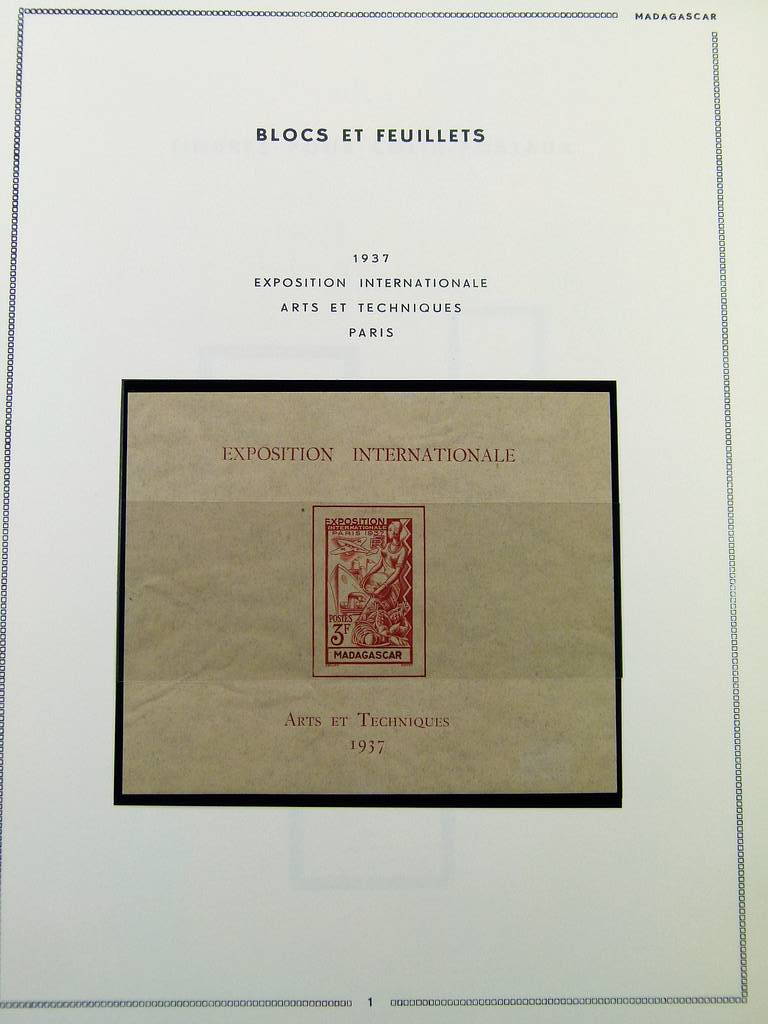 MADAGASCAR
BLOCS ET FEUILLETS
1937
EXPOSITION INTERNATIONALE
ARTS ET TECHNIQUES
PARIS
EXPOSITION INTERNATIONALE
EXPOSITION
INTERNATIONALE
PARIS 1937
POSTES
3F
MADAGASCAR
ARTS ET TECHNIQUES
1937
1